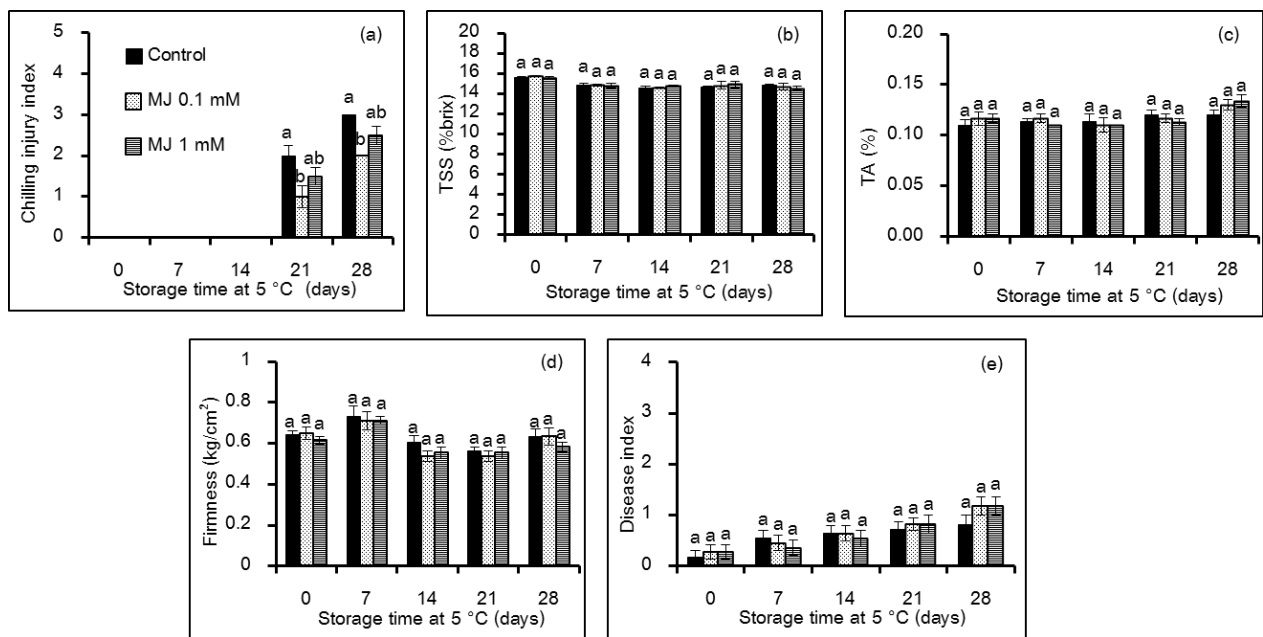 (a)
Chilling injury index
5
4
3
2
1
0
Control
MJ 0.1 mM
MJ 1 mM
a b ab
a b ab
0 7 14 21 28
Storage time at 5 °C (days)
(b)
TSS (%brix)
20
18
16
14
12
10
8
6
4
2
0
a a a a a a a a a a a a a a a
0 7 14 21 28
Storage time at 5 °C (days)
(c)
TA (%)
0.20
0.15
0.10
0.05
0.00
a a a a a a a a a a a a a a a
0 7 14 21 28
Storage time at 5 °C (days)
(d)
Firmness (kg/cm²)
1
0.8
0.6
0.4
0.2
0
a a a a a a a a a a a a a a a
0 7 14 21 28
Storage time at 5 °C (days)
(e)
Disease index
4
3
2
1
0
a a a a a a a a a a a a a a a
0 7 14 21 28
Storage time at 5 °C (days)